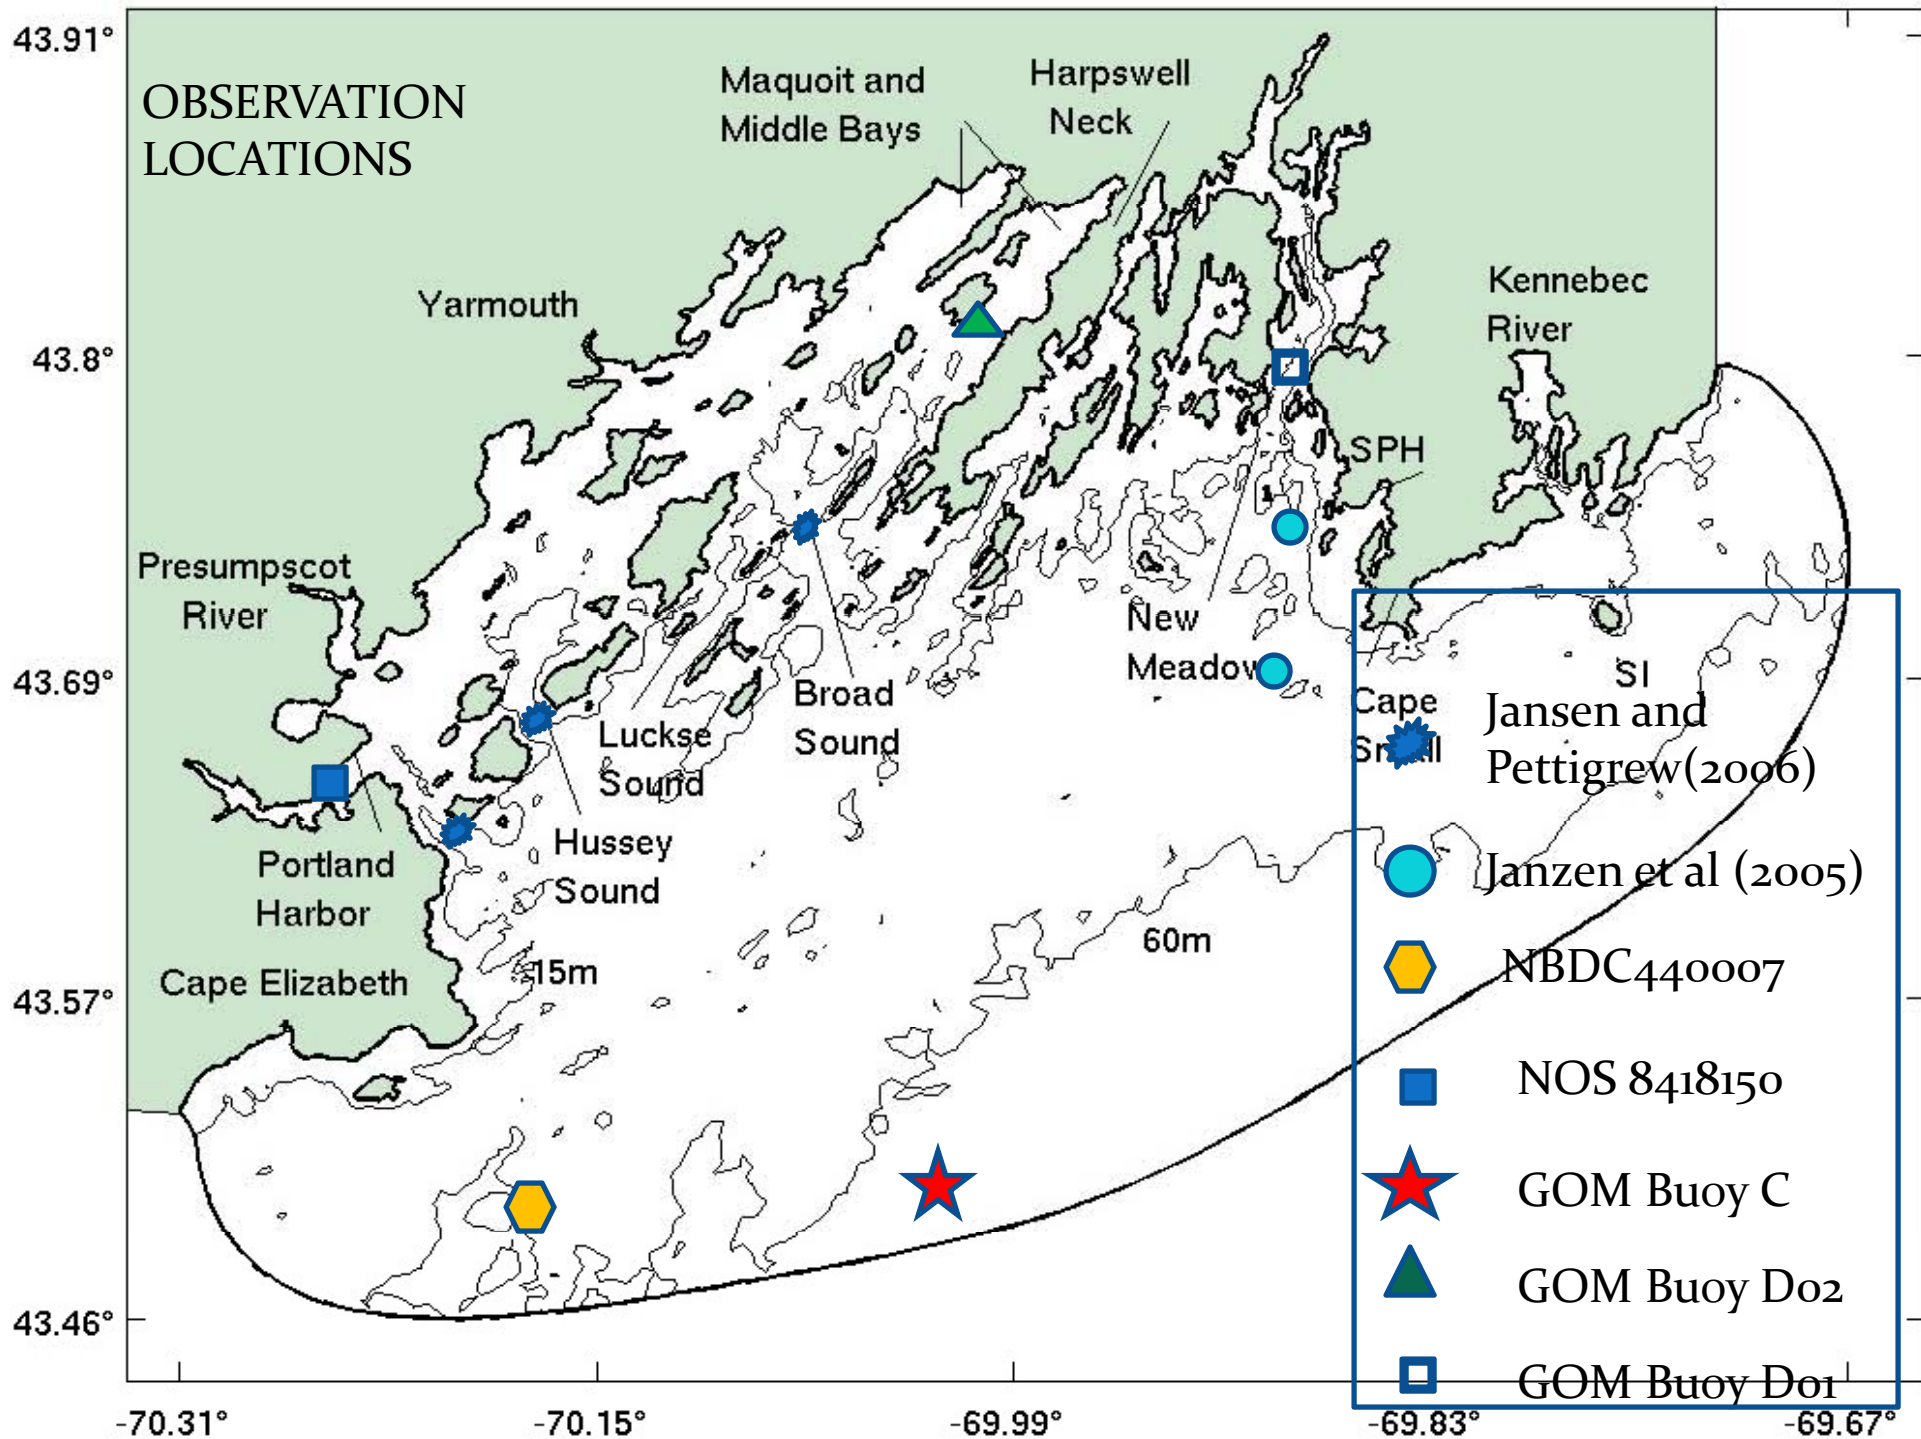 43.91°
OBSERVATION
LOCATIONS
Maquoit and
Middle Bays
Harpswell
Neck
Yarmouth
Kennebec
River
43.8°
SPH
Presumpscot
River
New
Meadow
43.69°
Broad
Sound
Luckse
Sound
SI
Cape
Small
Jansen and
Pettigrew(2006)
Hussey
Sound
Portland
Harbor
Janzen et al (2005)
60m
15m
Cape Elizabeth
NBDC440007
43.57°
NOS 8418150
GOM Buoy C
GOM Buoy D02
43.46°
GOM Buoy D01
-70.31°
-70.15°
-69.99°
-69.83°
-69.67°